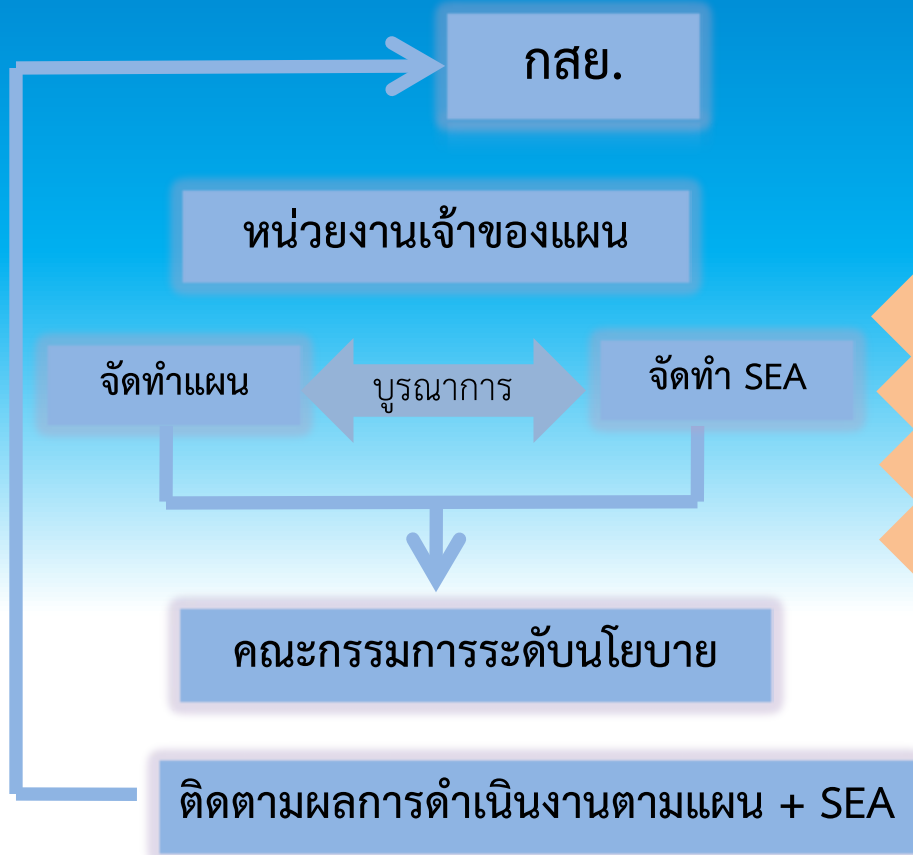 กสย.
หน่วยงานเจ้าของแผน
จัดทำแผน
บูรณาการ
จัดทำ SEA
คณะกรรมการระดับนโยบาย
ติดตามผลการดำเนินงานตามแผน + SEA